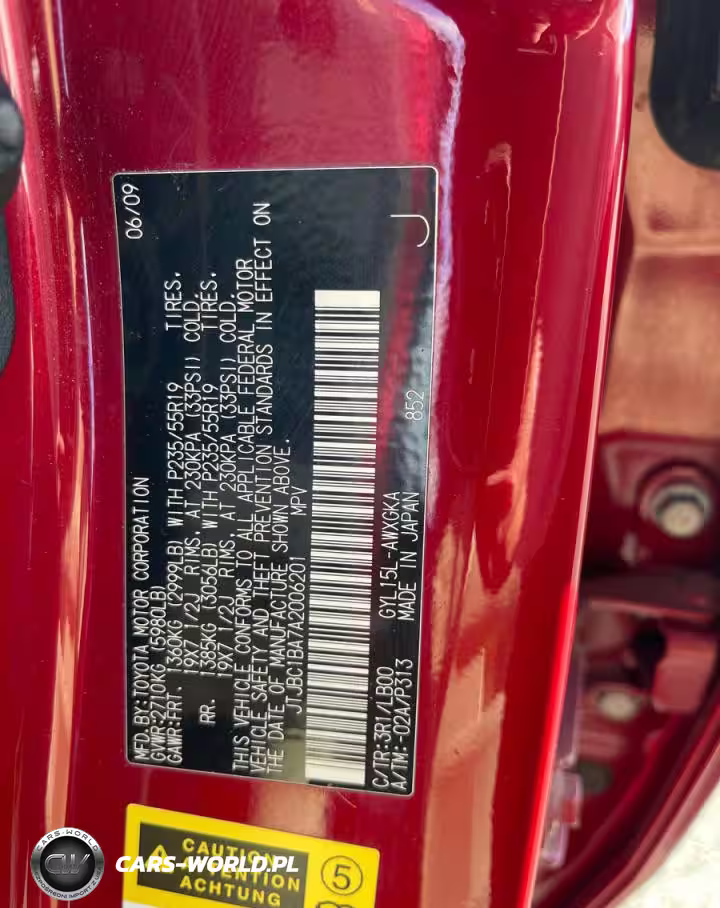 06/09
MFD.BY:TOYOTA MOTOR CORPORATION
GVWR:2710KG (5980LB)
GAWR:FRT. 1360KG (2999LB) WITH P235/55R19 TIRES.
19X7 1/2J RIMS, AT 230KPA (33PSI) COLD.
RR. 1385KG (3056LB) WITH P235/55R19 TIRES.
19X7 1/2J RIMS, AT 230KPA (33PSI) COLD.
THIS VEHICLE CONFORMS TO ALL APPLICABLE FEDERAL MOTOR
VEHICLE SAFETY AND THEFT PREVENTION STANDARDS IN EFFECT ON
THE DATE OF MANUFACTURE SHOWN ABOVE.
JTJBC1BA7A2006201 MPV
J
852
C/TR:3R1/LB00 GYL15L-AWXGKA
A/TM:-02A/P313 MADE IN JAPAN
CAUTION
ATTENTION
ACHTUNG
5
CW
CARS-WORLD
CARS-WORLD.PL